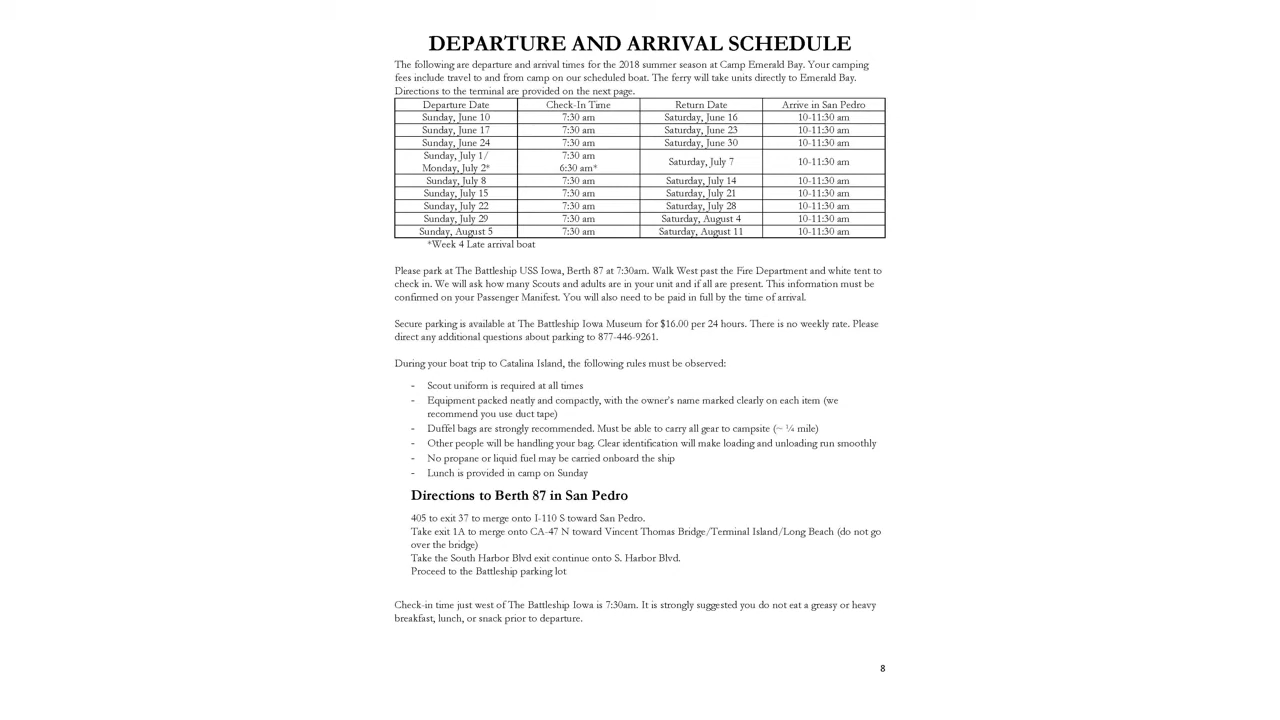 DEPARTURE AND ARRIVAL SCHEDULE
The following are departure and arrival times for the 2018 summer season at Camp Emerald Bay. Your camping
fees include travel to and from camp on our scheduled boat. The ferry will take units directly to Emerald Bay.
Directions to the terminal are provided on the next page.
Departure Date Check-In Time Return Date Arrive in San Pedro
Sunday, June 10 7:30 am Saturday, June 16 10-11:30 am
Sunday, June 17 7:30 am Saturday, June 23 10-11:30 am
Sunday, June 24 7:30 am Saturday, June 30 10-11:30 am
Sunday, July 1/ 7:30 am
Monday, July 2* 6:30 am* Saturday, July 7 10-11:30 am
Sunday, July 8 7:30 am Saturday, July 14 10-11:30 am
Sunday, July 15 7:30 am Saturday, July 21 10-11:30 am
Sunday, July 22 7:30 am Saturday, July 28 10-11:30 am
Sunday, July 29 7:30 am Saturday, August 4 10-11:30 am
Sunday, August 5 7:30 am Saturday, August 11 10-11:30 am
*Week 4 Late arrival boat
Please park at The Battleship USS Iowa, Berth 87 at 7:30am. Walk West past the Fire Department and white tent to
check in. We will ask how many Scouts and adults are in your unit and if all are present. This information must be
confirmed on your Passenger Manifest. You will also need to be paid in full by the time of arrival.
Secure parking is available at The Battleship Iowa Museum for $16.00 per 24 hours. There is no weekly rate. Please
direct any additional questions about parking to 877-446-9261.
During your boat trip to Catalina Island, the following rules must be observed:
- Scout uniform is required at all times
- Equipment packed neatly and compactly, with the owner's name marked clearly on each item (we
recommend you use duct tape)
- Duffel bags are strongly recommended. Must be able to carry all gear to campsite (~ ¼ mile)
- Other people will be handling your bag. Clear identification will make loading and unloading run smoothly
- No propane or liquid fuel may be carried onboard the ship
- Lunch is provided in camp on Sunday
Directions to Berth 87 in San Pedro
405 to exit 37 to merge onto I-110 S toward San Pedro.
Take exit 1A to merge onto CA-47 N toward Vincent Thomas Bridge/Terminal Island/Long Beach (do not go
over the bridge)
Take the South Harbor Blvd exit continue onto S. Harbor Blvd.
Proceed to the Battleship parking lot
Check-in time just west of The Battleship Iowa is 7:30am. It is strongly suggested you do not eat a greasy or heavy
breakfast, lunch, or snack prior to departure.
8